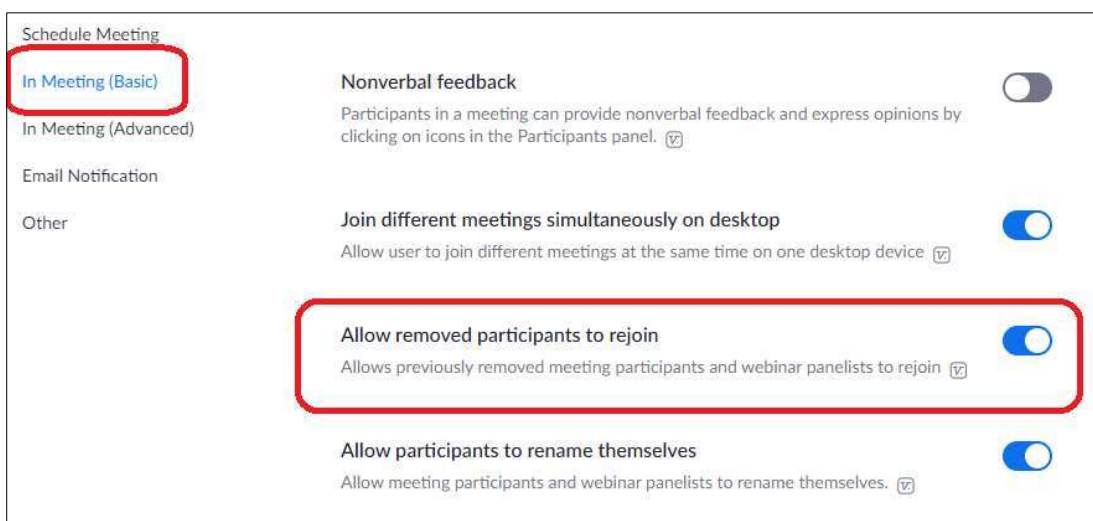 Schedule Meeting
In Meeting (Basic)
In Meeting (Advanced)
Email Notification
Other
Nonverbal feedback
Participants in a meeting can provide nonverbal feedback and express opinions by
clicking on icons in the Participants panel.
Join different meetings simultaneously on desktop
Allow user to join different meetings at the same time on one desktop device
Allow removed participants to rejoin
Allows previously removed meeting participants and webinar panelists to rejoin
Allow participants to rename themselves
Allow meeting participants and webinar panelists to rename themselves.